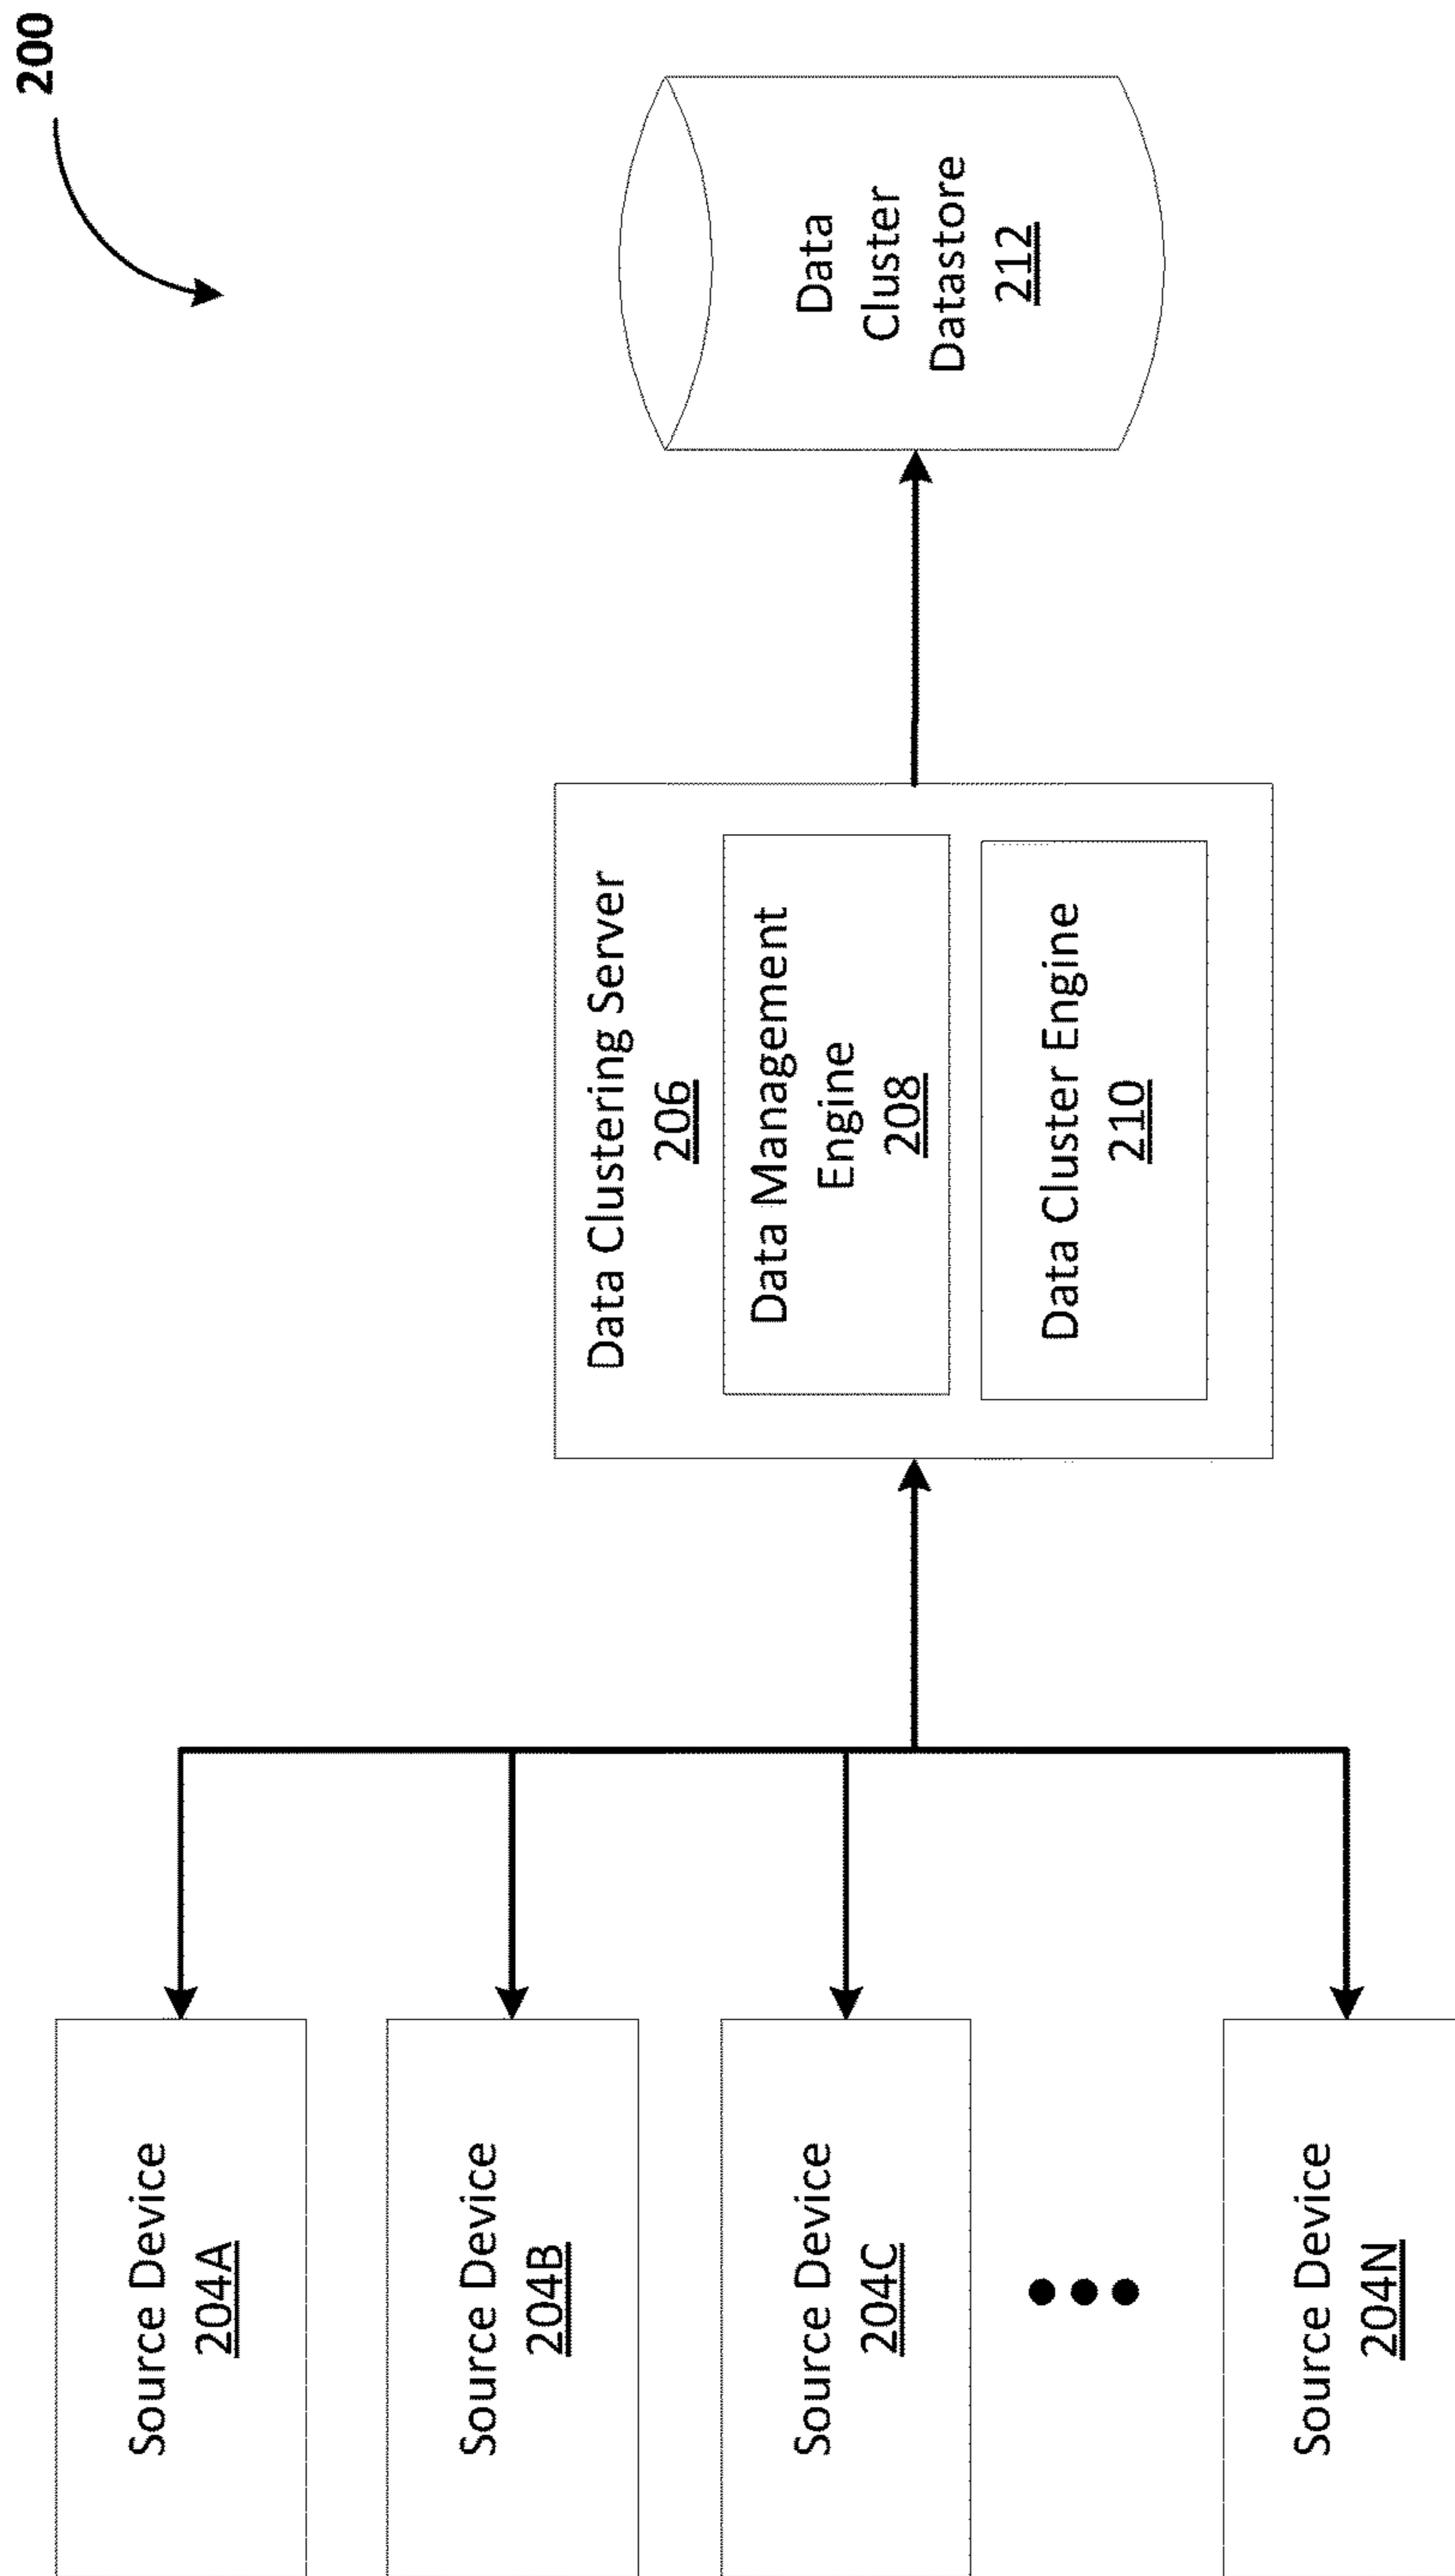 200
Source Device
204A
Source Device
204B
Source Device
204C
Source Device
204N
Data Clustering Server
206
Data Management
Engine
208
Data Cluster Engine
210
Data
Cluster
Datastore
212